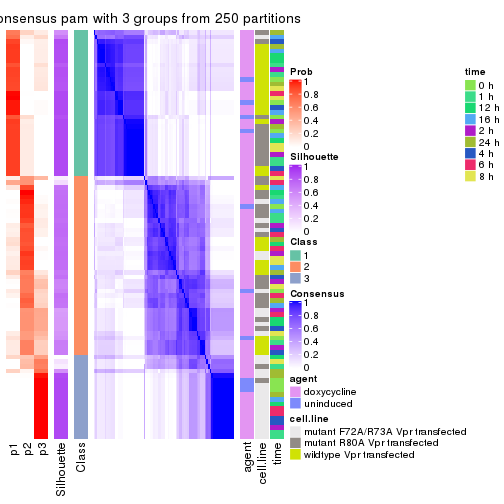 onsensus pam with 3 groups from 250 partitions
Prob
1
0.8
0.6
0.4
0.2
0
Silhouette
1
0.8
0.6
0.4
0.2
0
Class
1
2
3
Consensus
1
0.8
0.6
0.4
0.2
0
agent
doxycycline
uninduced
cell.line
mutant F72A/R73A Vpr transfected
mutant R80A Vpr transfected
wildtype Vpr transfected
time
0 h
1 h
12 h
16 h
2 h
24 h
4 h
6 h
8 h
p1
p2
p3
Silhouette
Class
agent
cell.line
time